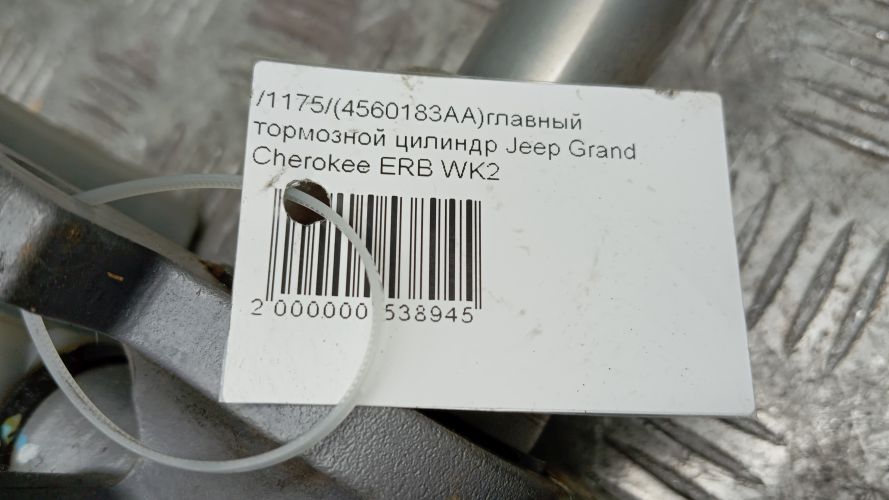 /1175/(4560183AA)главный
тормозной цилиндр Jeep Grand
Cherokee ERB WK2
2 000000 538945